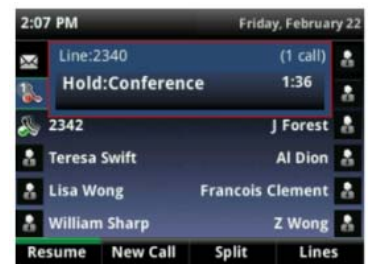 2:07 PM Friday, February 22
Line:2340 (1 call)
Hold:Conference 1:36
2342 J Forest
Teresa Swift Al Dion
Lisa Wong Francois Clement
William Sharp Z Wong
Resume New Call Split Lines